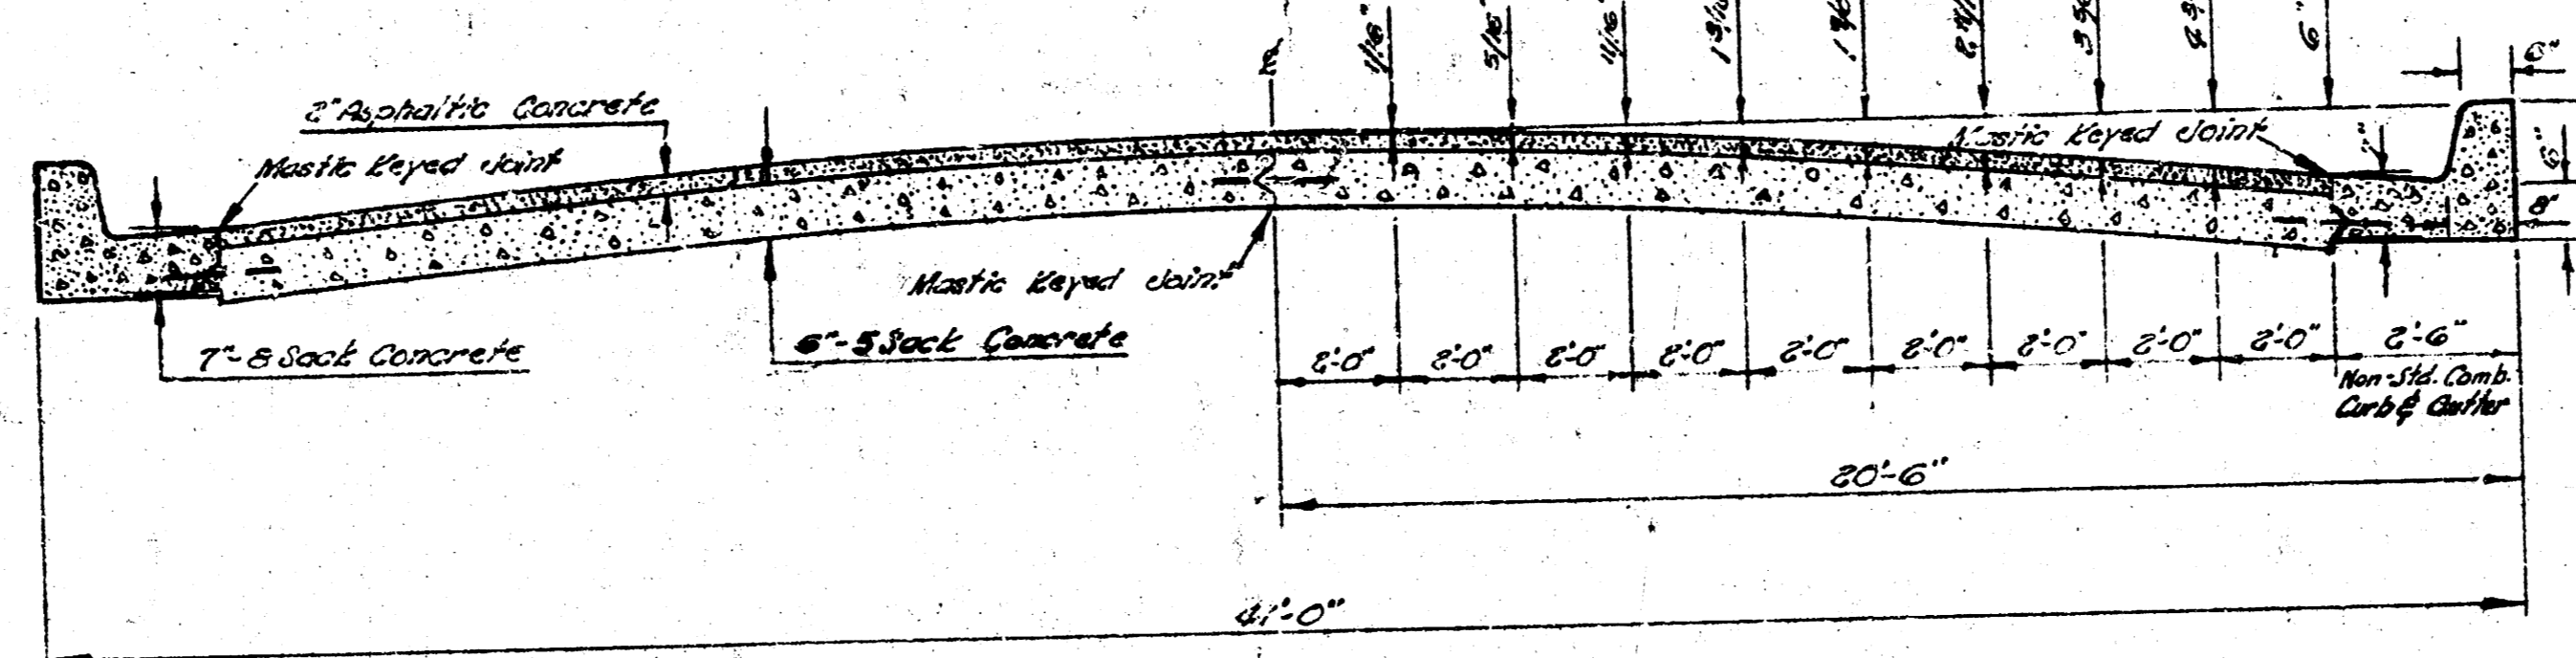 1/16"
5/16"
11/16"
6"
6"
2" Asphaltic Concrete
Mastic Keyed Joint
Mastic Keyed Joint
6"
8"
Mastic Keyed Joint
7"-8 Sack Concrete
6"-5 Sack Concrete
2'-0"
2'-0"
2'-0"
2'-0"
2'-0"
2'-0"
2'-0"
2'-0"
2'-0"
2'-6"
Non-Std. Comb.
Curb & Gutter
20'-6"
41'-0"